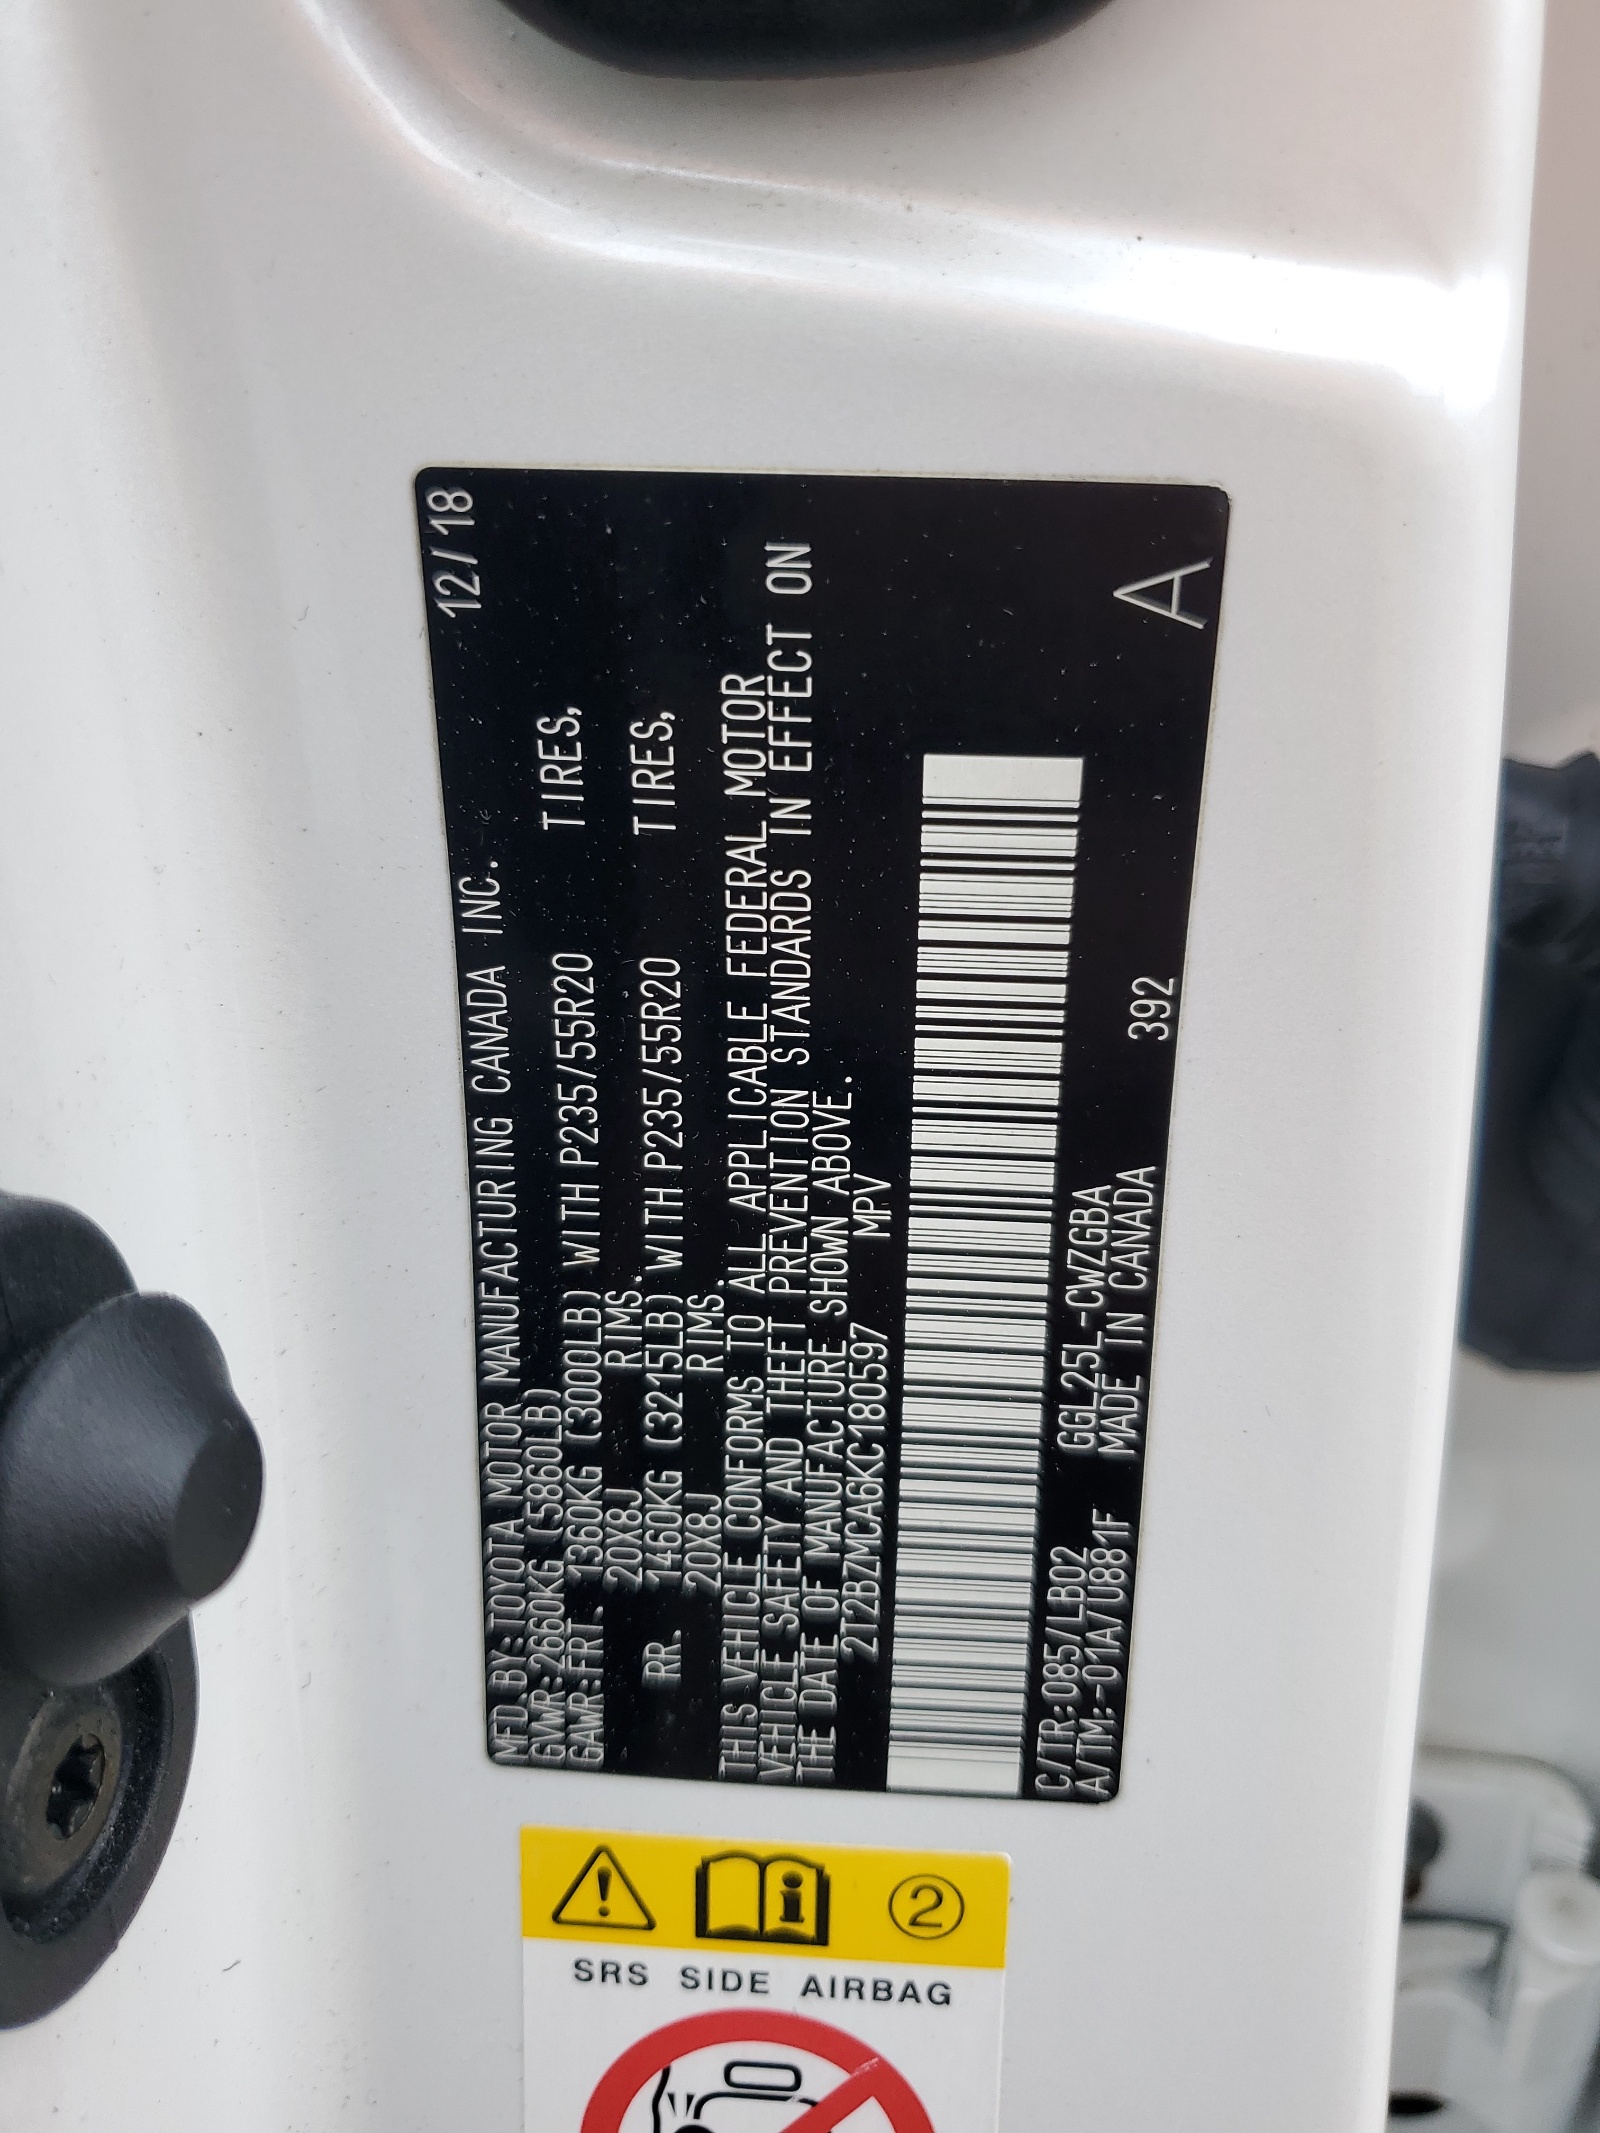 12/18
MFD BY:TOYOTA MOTOR MANUFACTURING CANADA INC.
GVWR:2660KG (5860LB)
GAWR:FRT. 1360KG (3000LB) WITH P235/55R20 TIRES,
20X8J RIMS.
RR. 1460KG (3215LB) WITH P235/55R20 TIRES,
20X8J RIMS.
THIS VEHICLE CONFORMS TO ALL APPLICABLE FEDERAL MOTOR
VEHICLE SAFETY AND THEFT PREVENTION STANDARDS IN EFFECT ON
THE DATE OF MANUFACTURE SHOWN ABOVE.
2T2BZMCA6KC180597 MPV
C/TR:085/LB02 GGL25L-CWZGBA
A/TM:-01A/U881F MADE IN CANADA 392 A
2
SRS SIDE AIRBAG